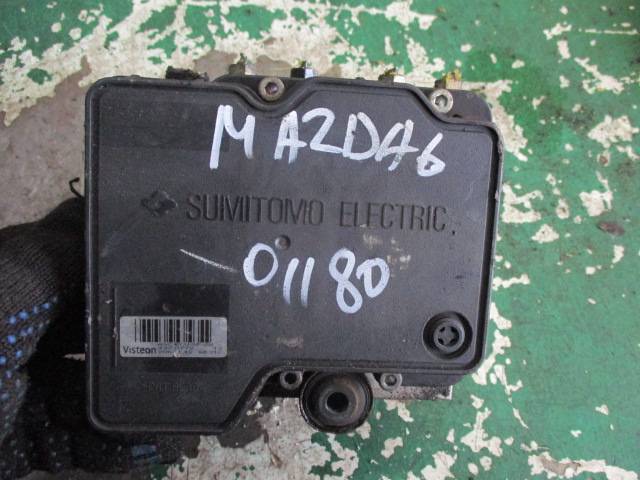 MAZDA6
SUMITOMO ELECTRIC
01180
Visteon